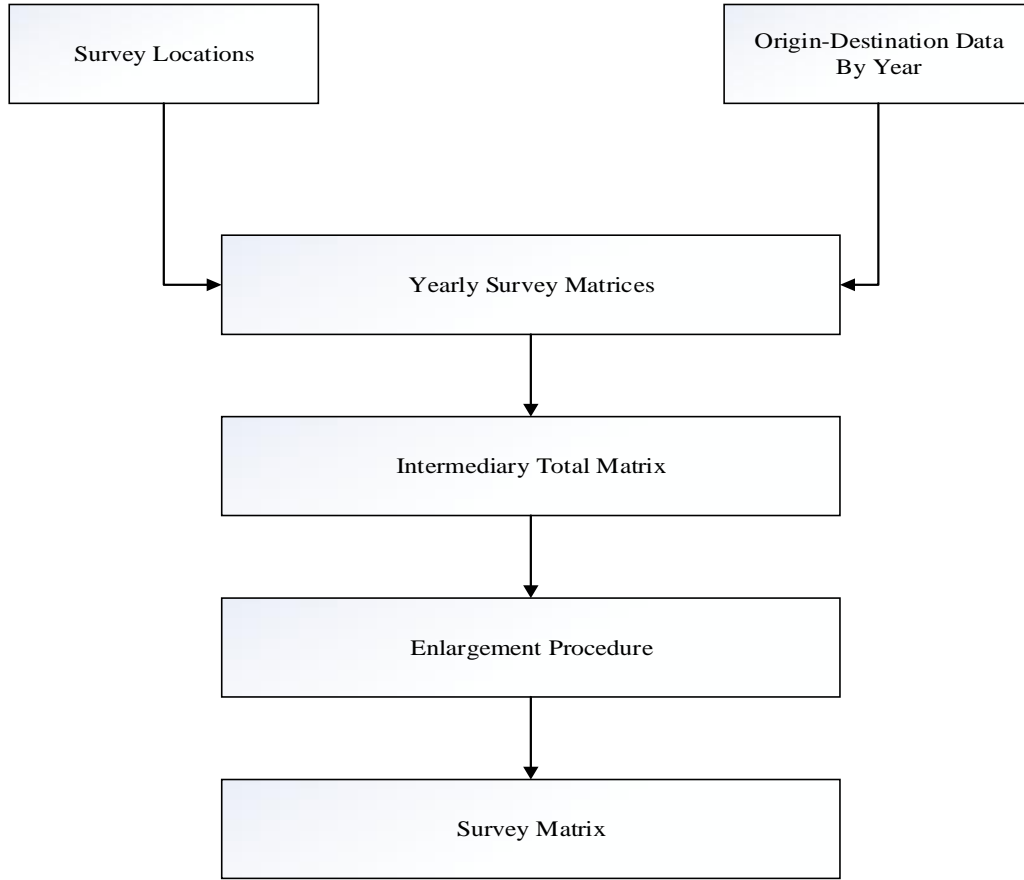 Survey Locations
Origin-Destination Data
By Year
Yearly Survey Matrices
Intermediary Total Matrix
Enlargement Procedure
Survey Matrix